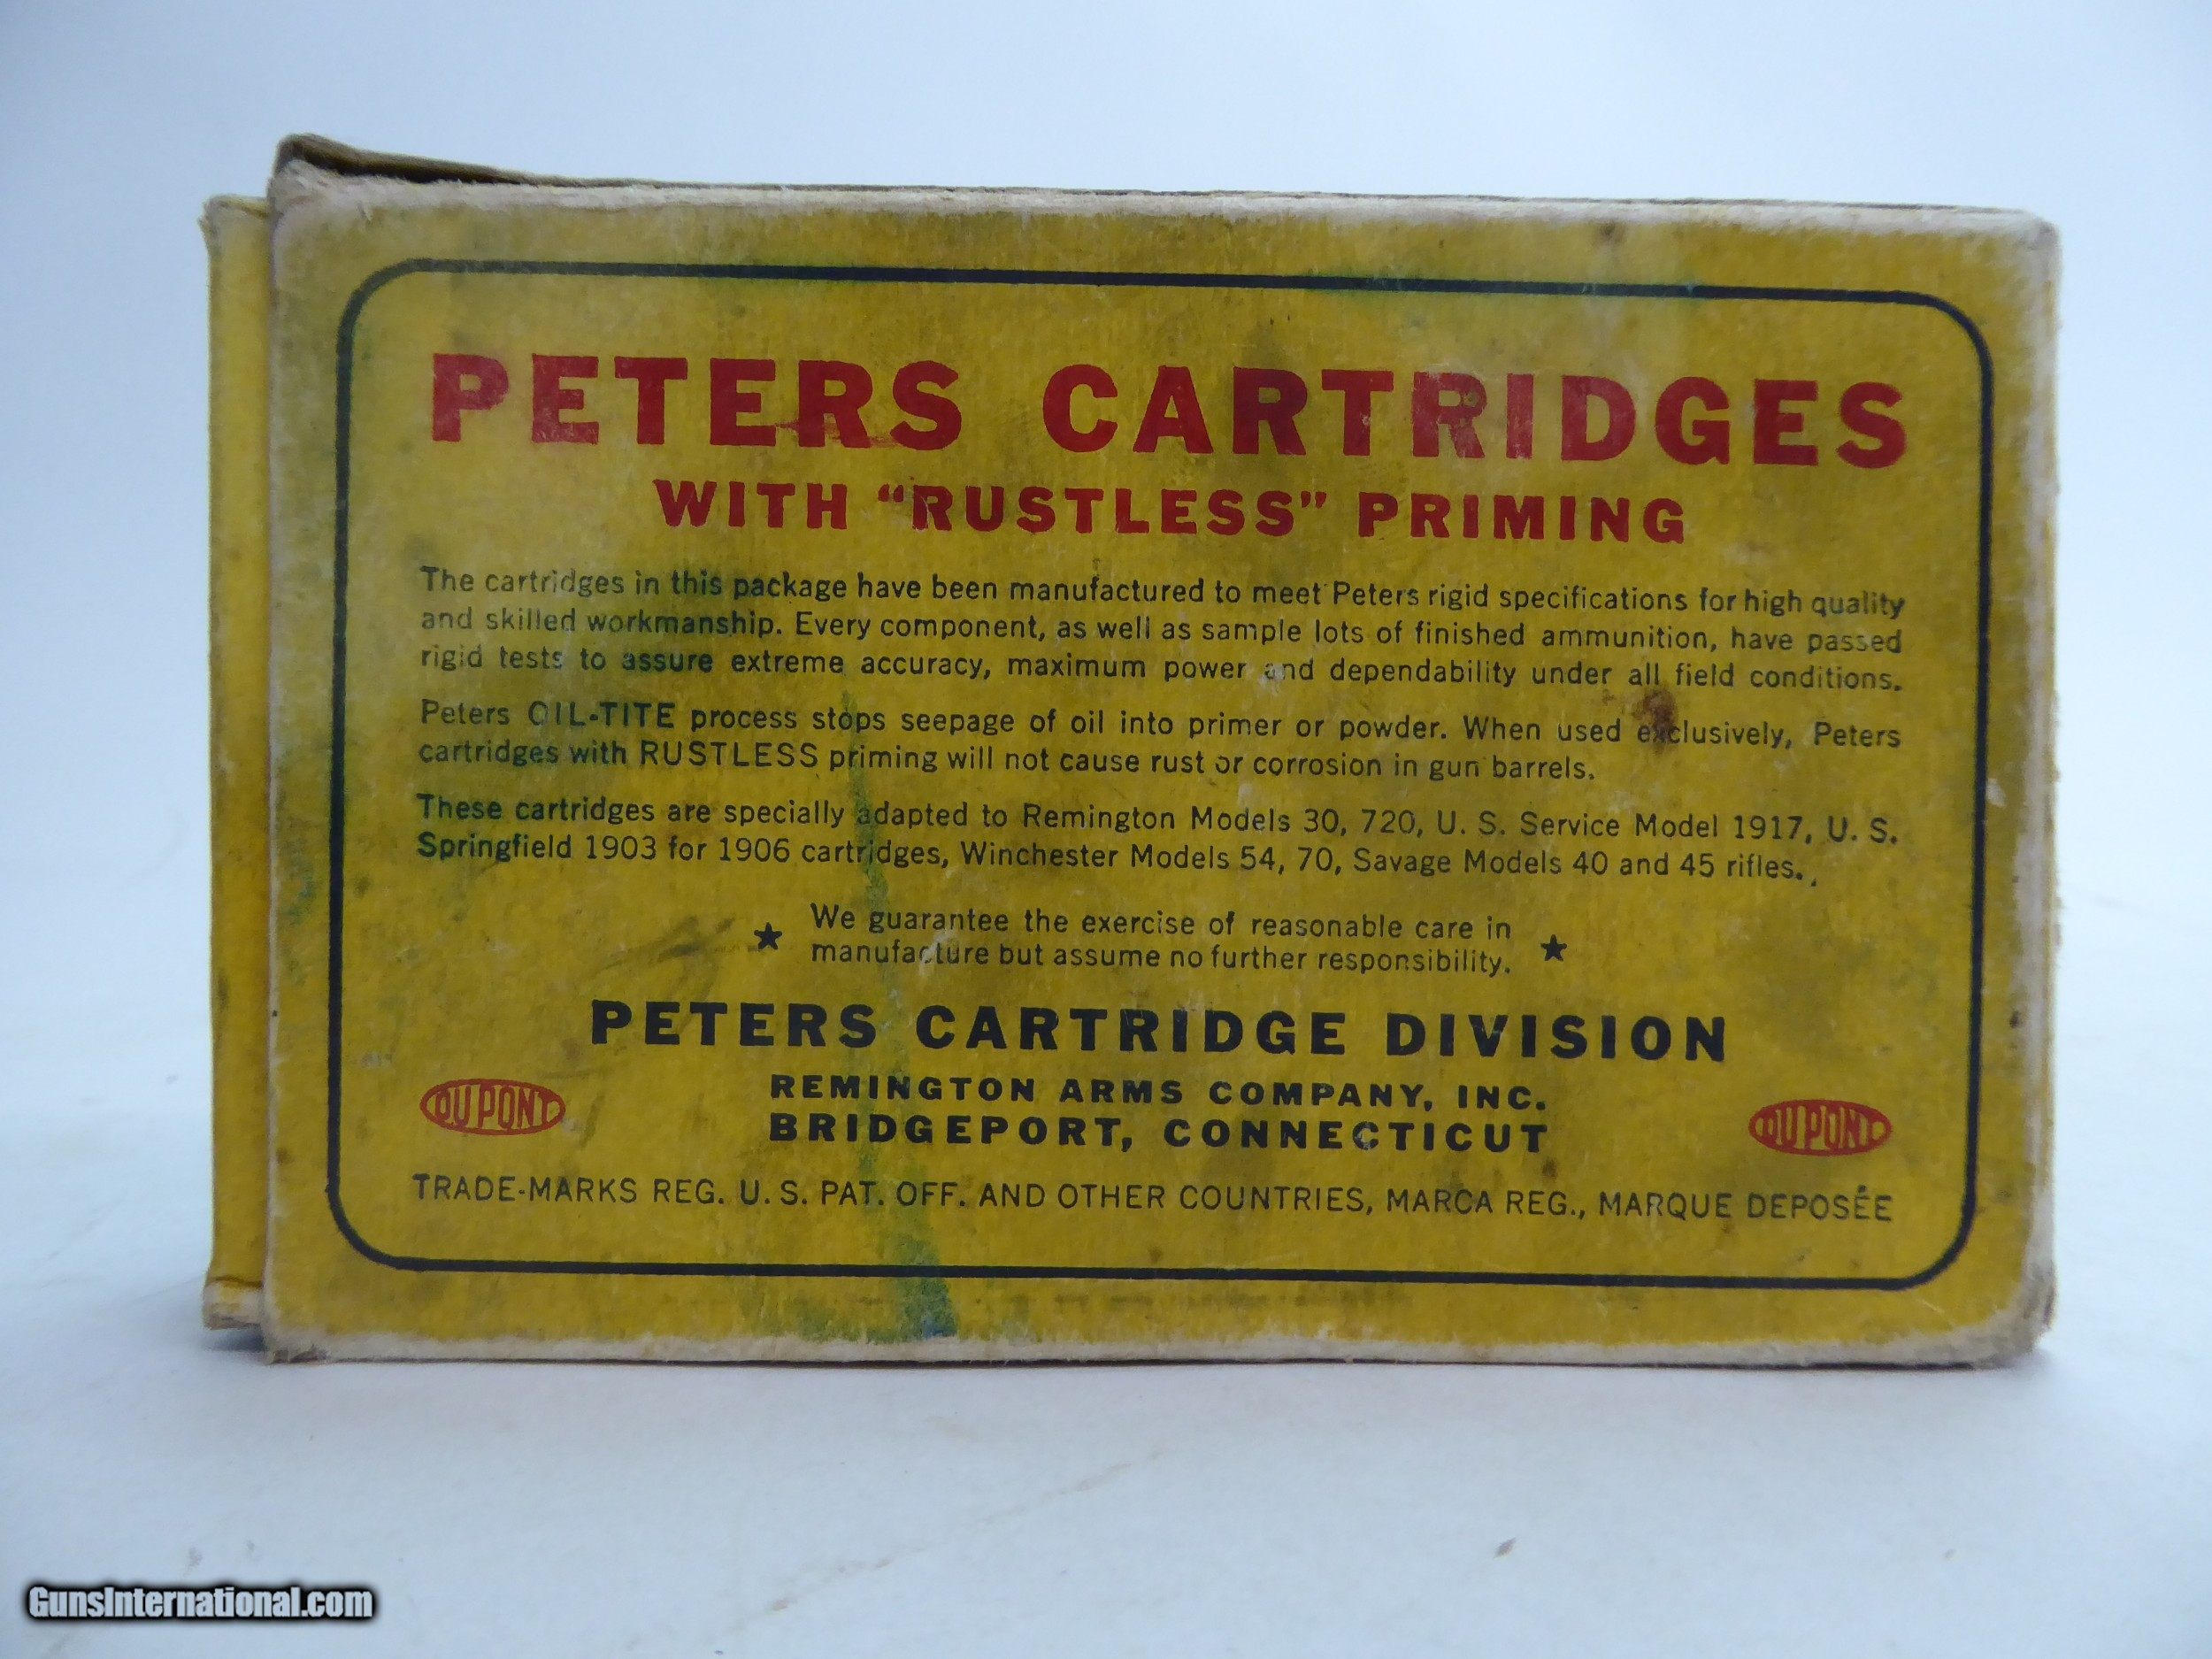 PETERS CARTRIDGES
WITH "RUSTLESS" PRIMING
The cartridges in this package have been manufactured to meet Peters rigid specifications for high quality
and skilled workmanship. Every component, as well as sample lots of finished ammunition, have passed
rigid tests to assure extreme accuracy, maximum power and dependability under all field conditions.
Peters OIL-TITE process stops seepage of oil into primer or powder. When used exclusively, Peters
cartridges with RUSTLESS priming will not cause rust or corrosion in gun barrels.
These cartridges are specially adapted to Remington Models 30, 720, U. S. Service Model 1917, U. S.
Springfield 1903 for 1906 cartridges, Winchester Models 54, 70, Savage Models 40 and 45 rifles.
★ We guarantee the exercise of reasonable care in ★
manufacture but assume no further responsibility.
PETERS CARTRIDGE DIVISION
REMINGTON ARMS COMPANY, INC.
DU PONT BRIDGEPORT, CONNECTICUT DU PONT
TRADE-MARKS REG. U. S. PAT. OFF. AND OTHER COUNTRIES, MARCA REG., MARQUE DEPOSÉE
GunsInternational.com